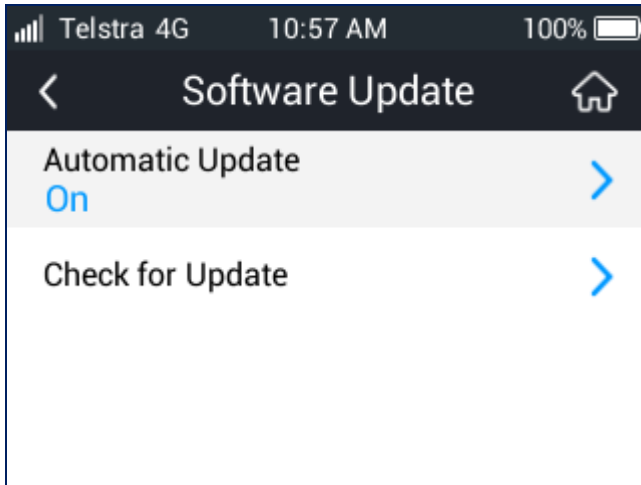 Telstra 4G 10:57 AM 100%
Software Update
Automatic Update
On
Check for Update